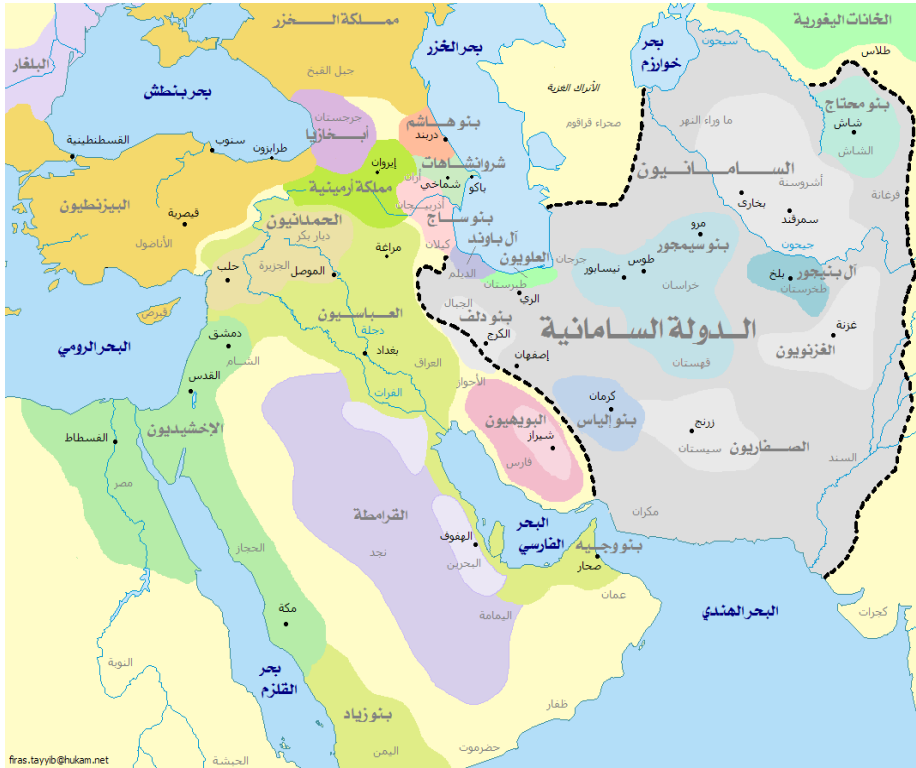 مملكة الخزر
الخانات اليغورية
البلغار
بحر الخزر
بحر خوارزم
سيحون
طلاس
جبل القبخ
الأتراك الغزية
صحراء قراقوم
بحر بنطش
بنو محتاج
شاش
الشاش
ما وراء النهر
جرجستان
أبخازيا
بنو هاشم
دربند
القسطنطينية
سنوب
طرابزون
إيروان
شروانشاهات
شماخي
باكو
أران
السامانيون
أشروسنة
فرغانة
بخارى
سمرقند
مملكة أرمينية
أذربيجان
البيزنطيون
قيصرية
الأناضول
الحمدانيون
ديار بكر
مراغة
بنو ساج
آل باوند
كيلان
العلويون
الديلم
جرجان
طبرستان
مرو
بنو سيمجور
جيحون
طوس
نيسابور
خراسان
بلخ
آل بنيجور
طخرستان
حلب
الجزيرة
الموصل
الري
الجبال
بنو دلف
الكرج
إصفهان
قبرص
العباسيون
دجلة
بغداد
العراق
الفرات
الأحواز
الدولة السامانية
قهستان
غزنة
الغزنويون
البحر الرومي
دمشق
الشـام
القدس
الإخشيديون
الفسطاط
مصر
البويهيون
شيراز
فارس
كرمان
بنو إلياس
زرنج
الصفاريون
سيستان
السند
مكران
القرامطة
نجد
الهفوف
البحرين
اليمامة
البحر الفارسي
بنو وجيه
صحار
عمان
الحجاز
مكة
البحر الهندي
كجرات
النوبة
بحر القلزم
بنو زياد
اليمن
ظفار
حضرموت
الحبشة
firas.tayyib@hukam.net